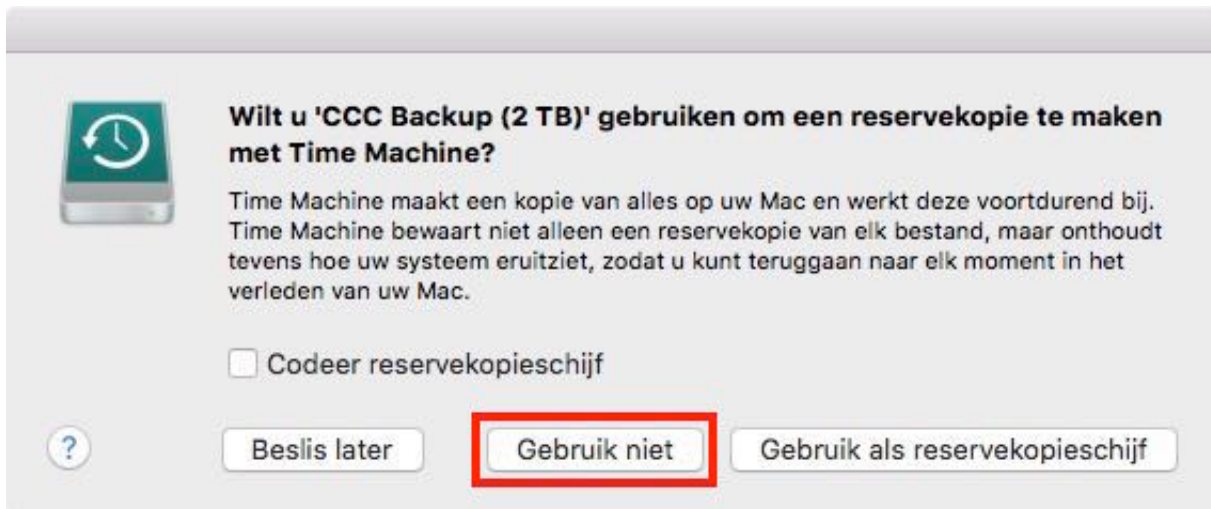 Wilt u 'CCC Backup (2 TB)' gebruiken om een reservekopie te maken
met Time Machine?
Time Machine maakt een kopie van alles op uw Mac en werkt deze voortdurend bij.
Time Machine bewaart niet alleen een reservekopie van elk bestand, maar onthoudt
tevens hoe uw systeem eruitziet, zodat u kunt teruggaan naar elk moment in het
verleden van uw Mac.
Codeer reservekopieschijf
? Beslis later Gebruik niet Gebruik als reservekopieschijf